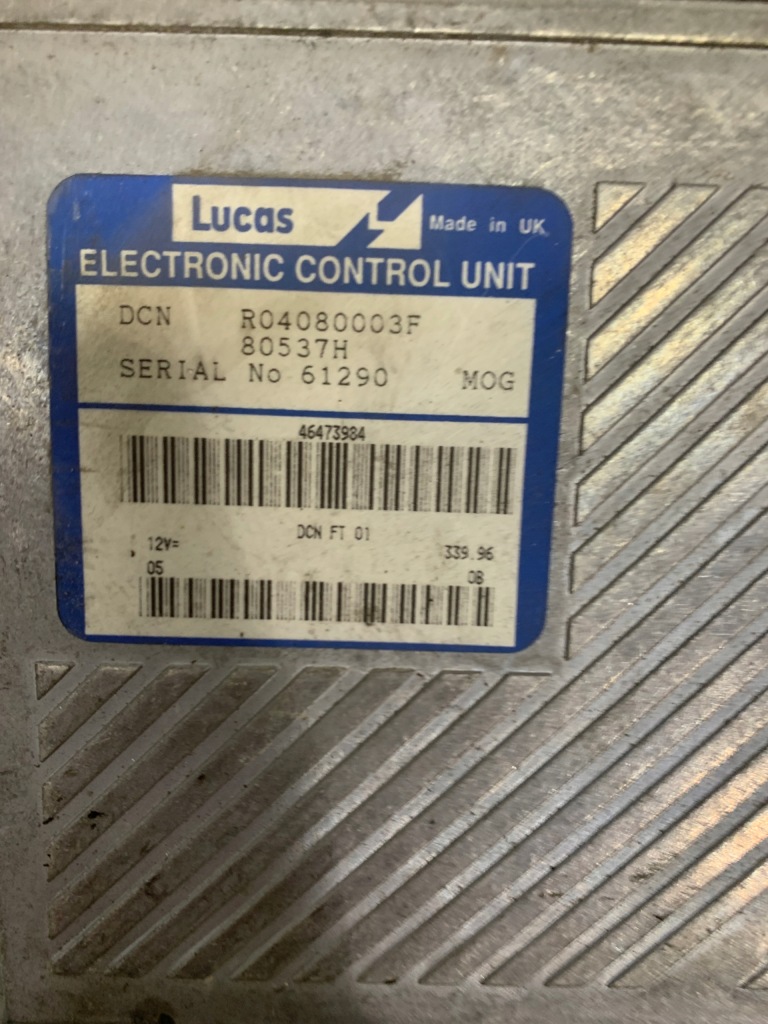 Lucas Made in UK
ELECTRONIC CONTROL UNIT
DCN R04080003F
80537H
SERIAL No 61290 MOG
46473984
DCN FT 01
12V= 339.96
05 0B